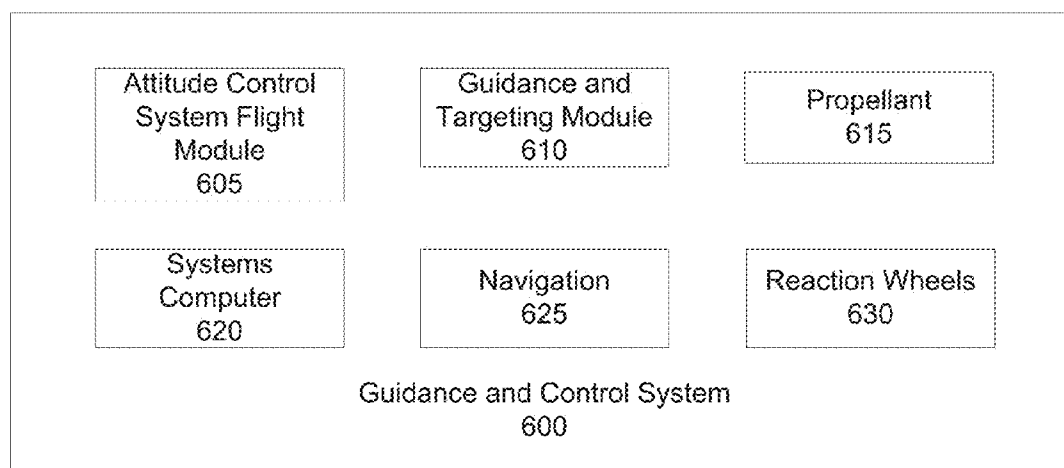 Attitude Control
System Flight
Module
605
Guidance and
Targeting Module
610
Propellant
615
Systems
Computer
620
Navigation
625
Reaction Wheels
630
Guidance and Control System
600